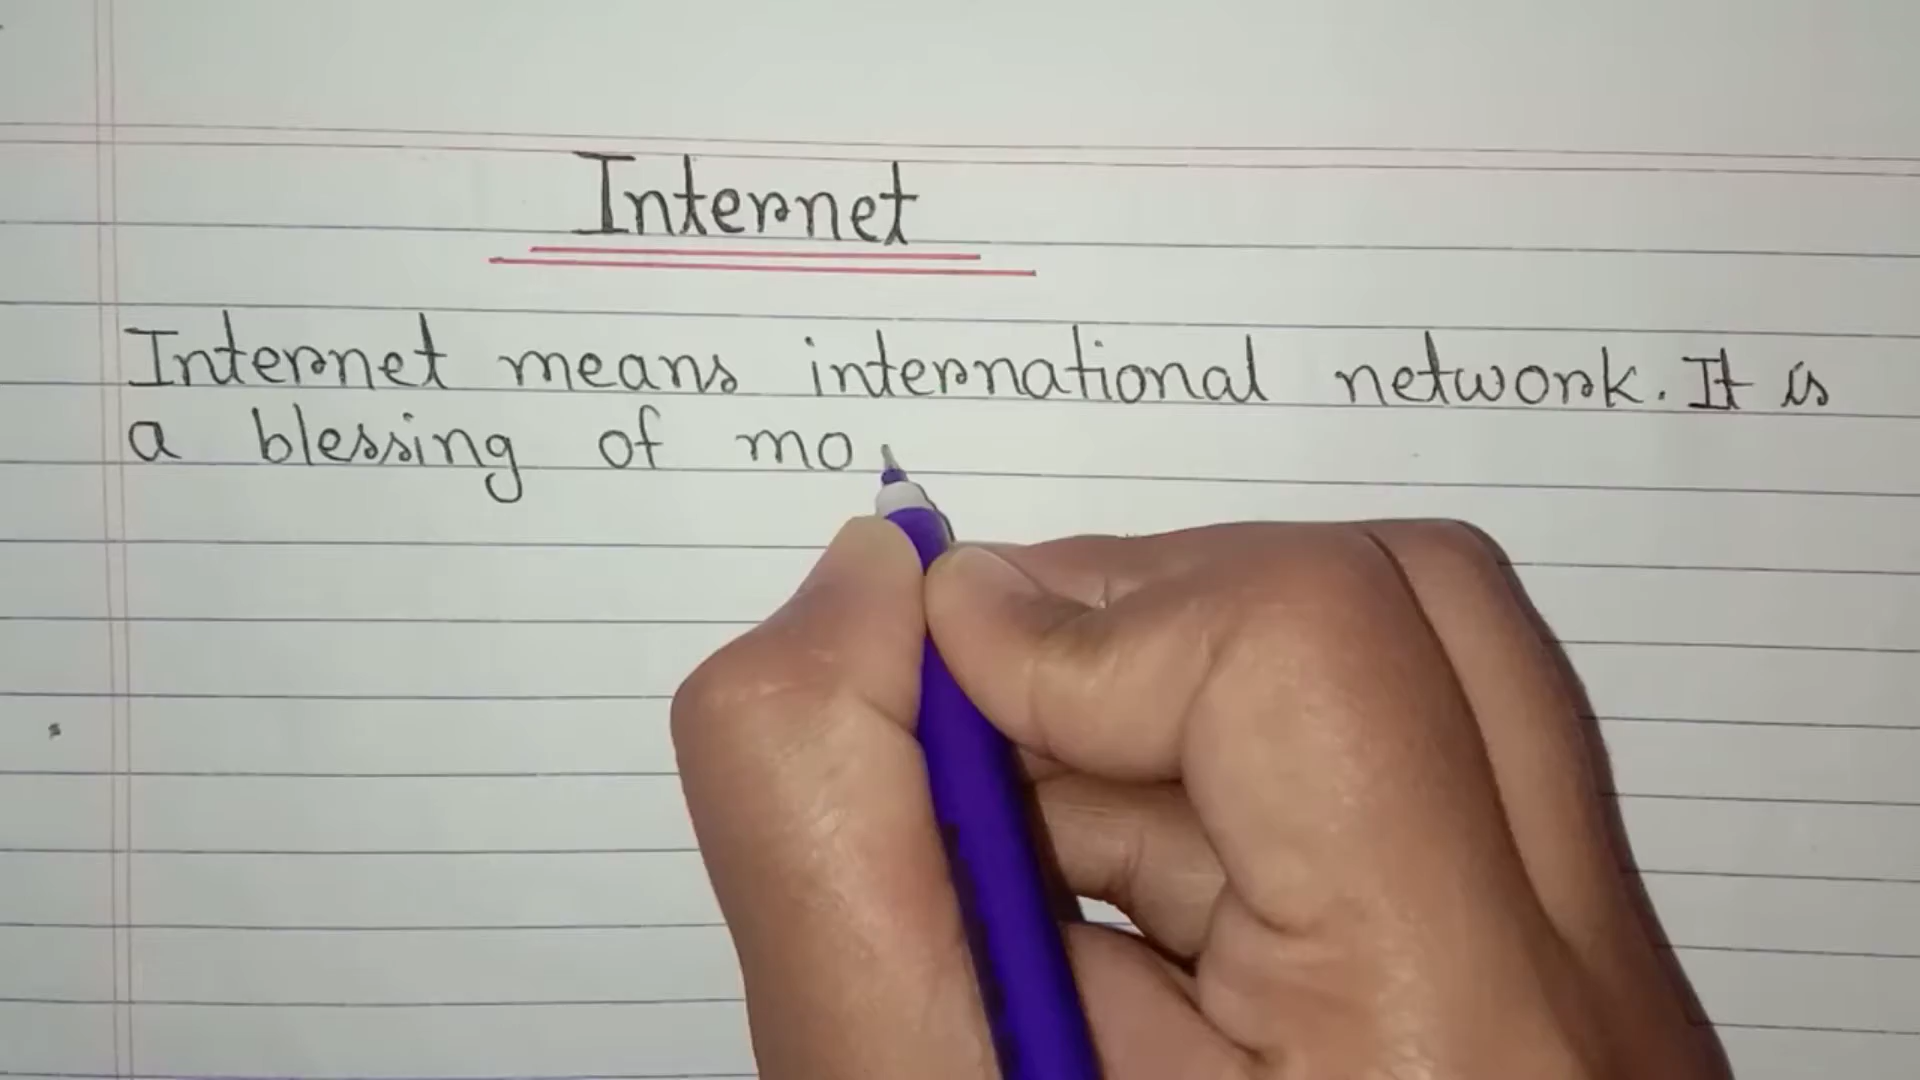 Internet
Internet means international network. It is
a blessing of mo